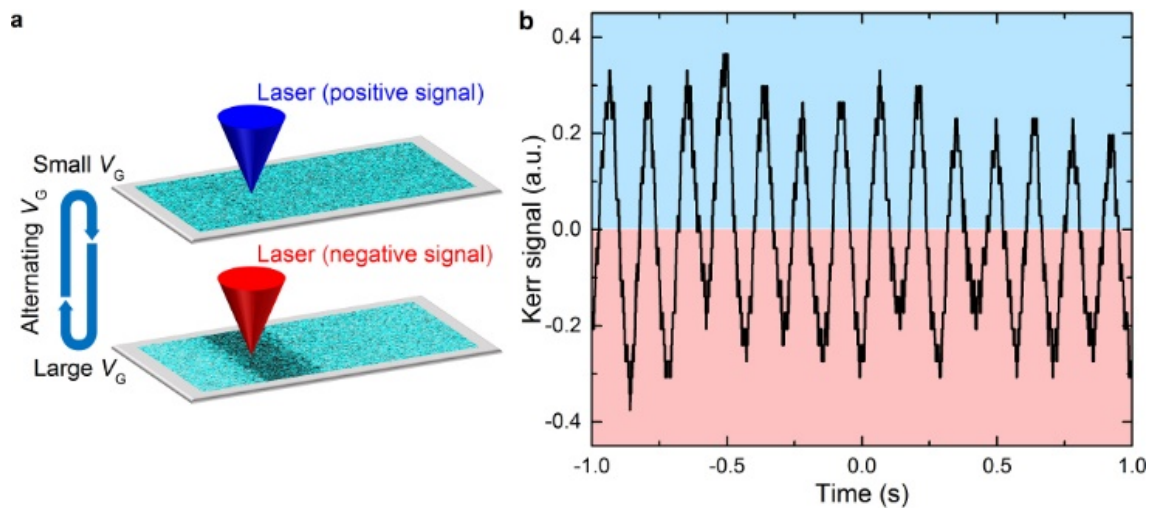 a
Laser (positive signal)
Small V_G
Alternating V_G
Laser (negative signal)
Large V_G
b
Kerr signal (a.u.)
0.4
0.2
0.0
-0.2
-0.4
-1.0 -0.5 0.0 0.5 1.0
Time (s)